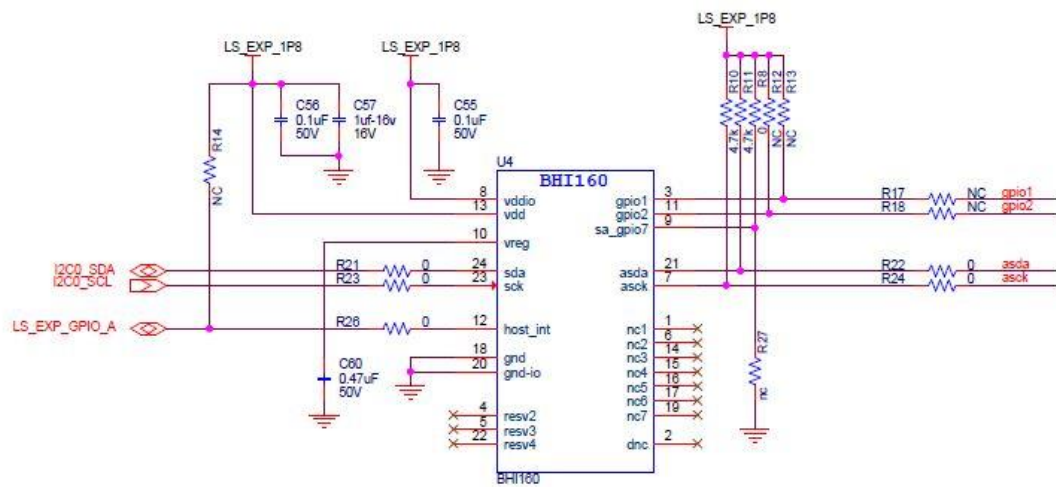 LS_EXP_1P8
LS_EXP_1P8
LS_EXP_1P8
R14
NC
C56
0.1uF
50V
C57
1uf-16v
16V
C55
0.1uF
50V
R10
R11
R8
R12
R13
4.7k
4.7k
0
NC
NC
U4
BHI160
8
vddio
13
vdd
10
vreg
I2C0_SDA
R21
0
24
sda
I2C0_SCL
R23
0
23
sck
LS_EXP_GPIO_A
R26
0
12
host_int
18
gnd
20
gnd-io
C60
0.47uF
50V
4
resv2
5
resv3
22
resv4
gpio1
3
R17
NC
gpio1
gpio2
11
R18
NC
gpio2
sa_gpio7
9
asda
21
R22
0
asda
asck
7
R24
0
asck
nc1
1
nc2
6
nc3
14
nc4
15
nc5
16
nc6
17
nc7
19
dnc
2
R27
nc
BHI160